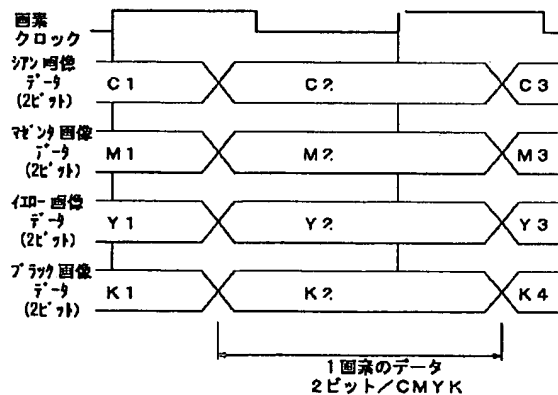 画素
クロック
シアン画像
データ
(2ビット)
C1
C2
C3
マゼンタ画像
データ
(2ビット)
M1
M2
M3
イエロー画像
データ
(2ビット)
Y1
Y2
Y3
ブラック画像
データ
(2ビット)
K1
K2
K4
1画素のデータ
2ビット/CMYK